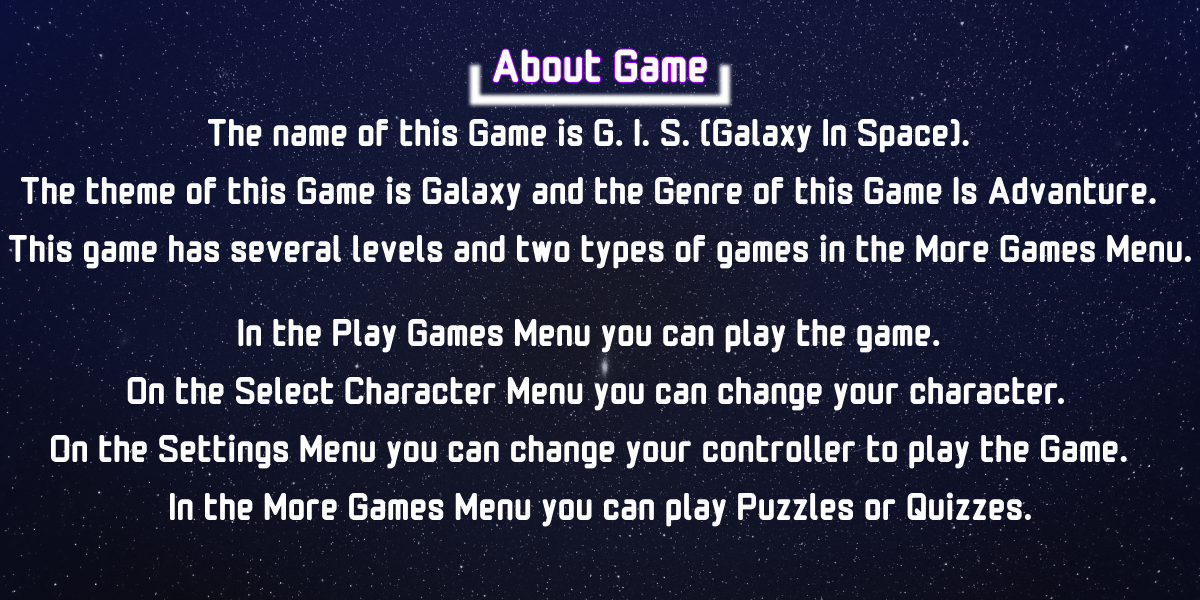 About Game
The name of this Game is G. I. S. (Galaxy In Space).
The theme of this Game is Galaxy and the Genre of this Game Is Advanture.
This game has several levels and two types of games in the More Games Menu.
In the Play Games Menu you can play the game.
On the Select Character Menu you can change your character.
On the Settings Menu you can change your controller to play the Game.
In the More Games Menu you can play Puzzles or Quizzes.